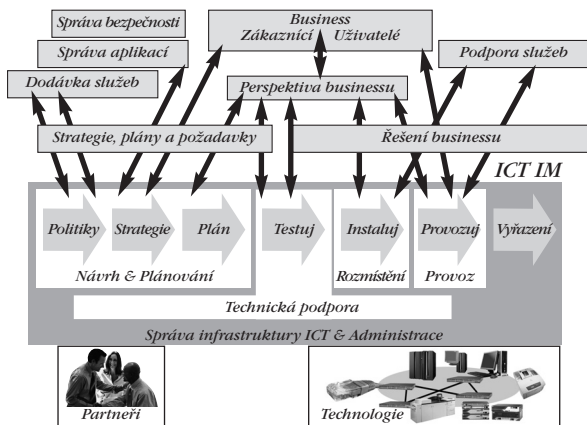 Správa bezpečnosti
Správa aplikací
Dodávka služeb
Business
Zákazníci Uživatelé
Podpora služeb
Perspektiva businessu
Strategie, plány a požadavky
Řešení businessu
ICT IM
Politiky
Strategie
Plán
Testuj
Instaluj
Provozuj
Vyřazení
Návrh & Plánování
Rozmístění
Provoz
Technická podpora
Správa infrastruktury ICT & Administrace
Partneři
Technologie